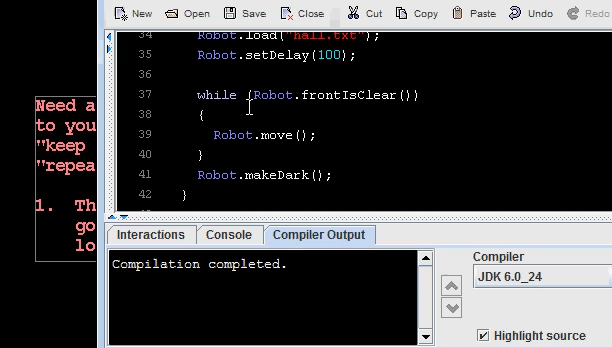 New Open Save Close Cut Copy Paste Undo Redo
34 Robot.load("hall.txt");
35 Robot.setDelay(100);
36
37 while (Robot.frontIsClear())
38 {
39 Robot.move();
40 }
41 Robot.makeDark();
42 }
Need a
to you
"keep
"repea
1. Th
go
lo
Interactions Console Compiler Output
Compilation completed.
Compiler
JDK 6.0_24
Highlight source